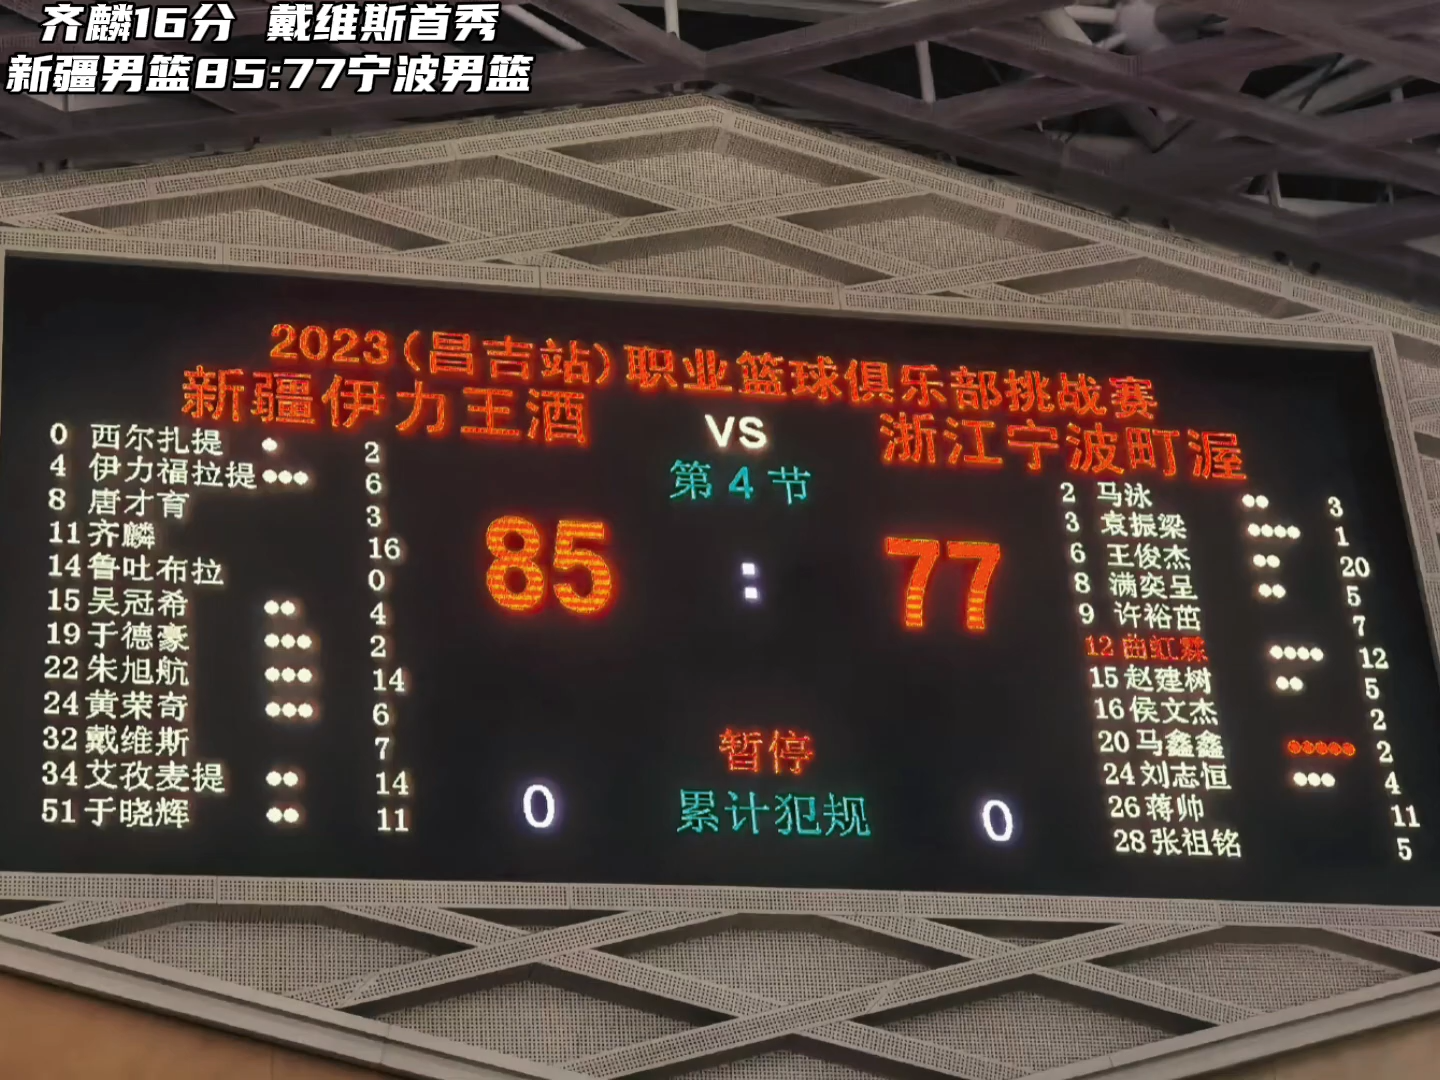 齐麟16分 戴维斯首秀
新疆男篮85:77宁波男篮
2023(昌吉站)职业篮球俱乐部挑战赛
新疆伊力王酒 VS 浙江宁波町渥
第 4 节
85 : 77
0 西尔扎提 2
4 伊力福拉提 6
8 唐才育 3
11 齐麟 16
14 鲁吐布拉 0
15 吴冠希 4
19 于德豪 2
22 朱旭航 14
24 黄荣奇 6
32 戴维斯 7
34 艾孜麦提 14
51 于晓辉 11
2 马泳 3
3 袁振梁 1
6 王俊杰 20
8 满奕呈 5
9 许裕茁 7
12 曲红霖 12
15 赵建树 5
16 侯文杰 2
20 马鑫鑫 2
24 刘志恒 4
26 蒋帅 11
28 张祖铭 5
暂停
0 累计犯规 0